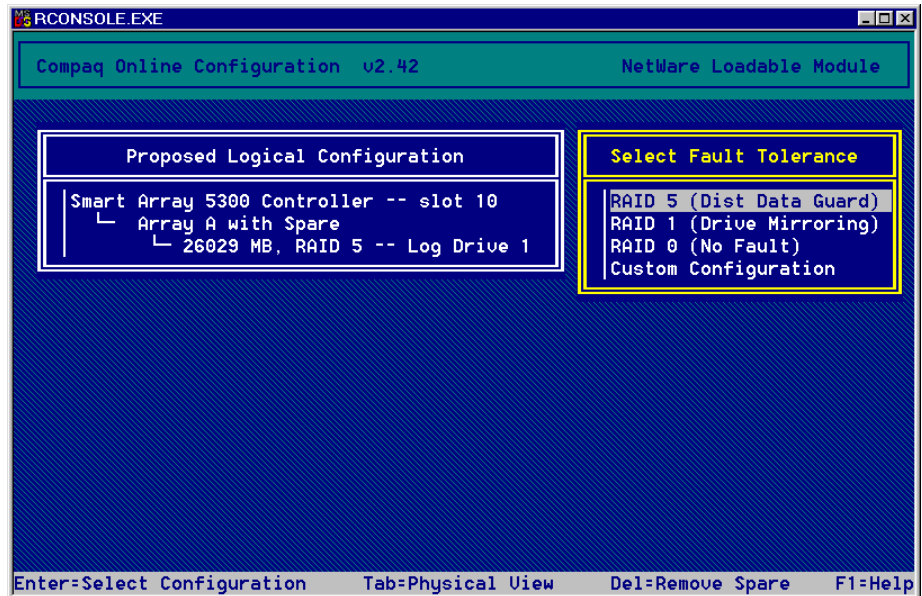 RCONSOLE.EXE
Compaq Online Configuration v2.42 NetWare Loadable Module
Proposed Logical Configuration
Smart Array 5300 Controller -- slot 10
Array A with Spare
26029 MB, RAID 5 -- Log Drive 1
Select Fault Tolerance
RAID 5 (Dist Data Guard)
RAID 1 (Drive Mirroring)
RAID 0 (No Fault)
Custom Configuration
Enter=Select Configuration Tab=Physical View Del=Remove Spare F1=Help